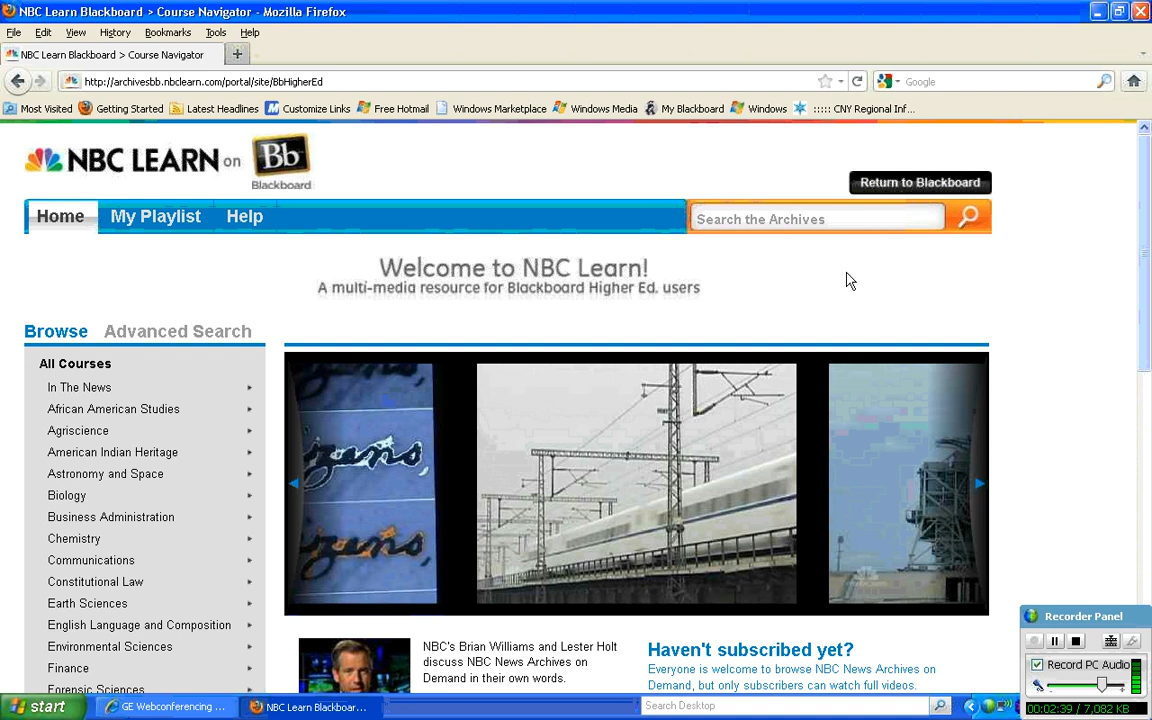 NBC Learn Blackboard > Course Navigator - Mozilla Firefox
File Edit View History Bookmarks Tools Help
NBC Learn Blackboard > Course Navigator
http://archivesbb.nbclearn.com/portal/site/BbHigherEd
Google
Most Visited Getting Started Latest Headlines Customize Links Free Hotmail Windows Marketplace Windows Media My Blackboard Windows ::::: CNY Regional Inf...
NBC LEARN on Bb
Blackboard
Return to Blackboard
Home My Playlist Help Search the Archives
Welcome to NBC Learn!
A multi-media resource for Blackboard Higher Ed. users
Browse Advanced Search
All Courses
In The News
African American Studies
Agriscience
American Indian Heritage
Astronomy and Space
Biology
Business Administration
Chemistry
Communications
Constitutional Law
Earth Sciences
English Language and Composition
Environmental Sciences
Finance
Forensic Sciences
NBC's Brian Williams and Lester Holt
discuss NBC News Archives on
Demand in their own words.
Haven't subscribed yet?
Everyone is welcome to browse NBC News Archives on
Demand, but only subscribers can watch full videos.
Recorder Panel
Record PC Audio
00:02:39 / 7,082 KB
start GE Webconferencing ... NBC Learn Blackboar... Search Desktop